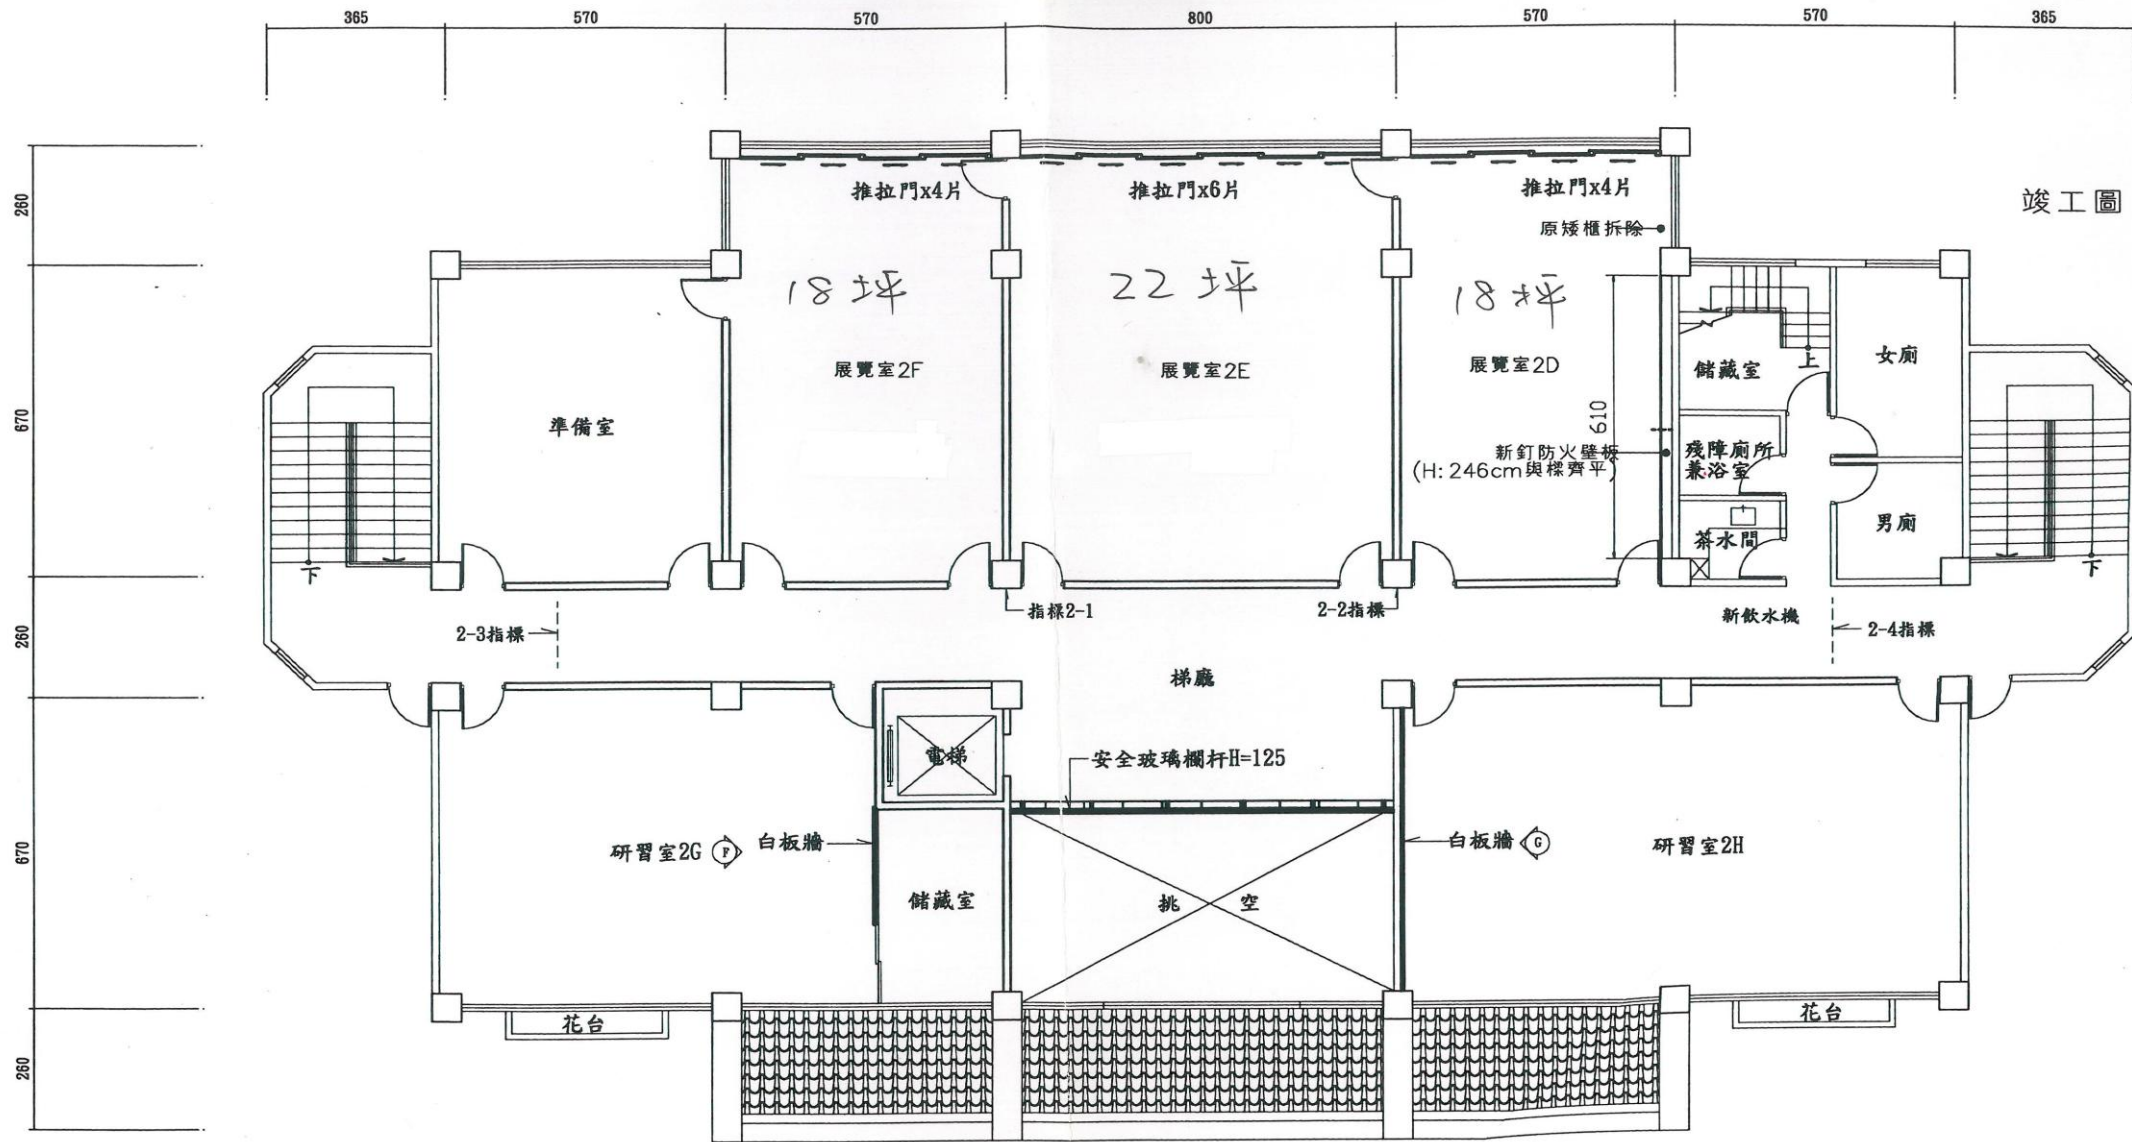 365 570 570 800 570 570 365
竣工圖
260
670
260
670
260
推拉門x4片
推拉門x6片
推拉門x4片
原矮櫃拆除
18坪
22坪
18坪
展覽室2F
展覽室2E
展覽室2D
準備室
610
新釘防火壁板
(H: 246cm與樑齊平)
儲藏室
上
女廁
殘障廁所
兼浴室
男廁
茶水間
下
下
2-3指標
指標2-1
2-2指標
新飲水機
2-4指標
梯廳
電梯
安全玻璃欄杆H=125
研習室2G
F
白板牆
白板牆
G
研習室2H
儲藏室
挑空
花台
花台